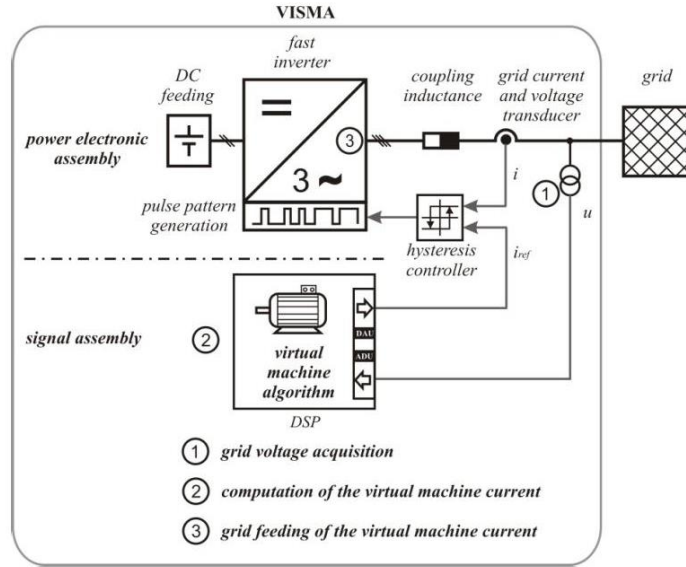 VISMA
fast
inverter
DC
feeding
coupling
inductance
grid current
and voltage
transducer
grid
power electronic
assembly
3
3 ~
1
i
u
pulse pattern
generation
hysteresis
controller
iref
signal assembly
2
DAU
ADU
virtual
machine
algorithm
DSP
1 grid voltage acquisition
2 computation of the virtual machine current
3 grid feeding of the virtual machine current